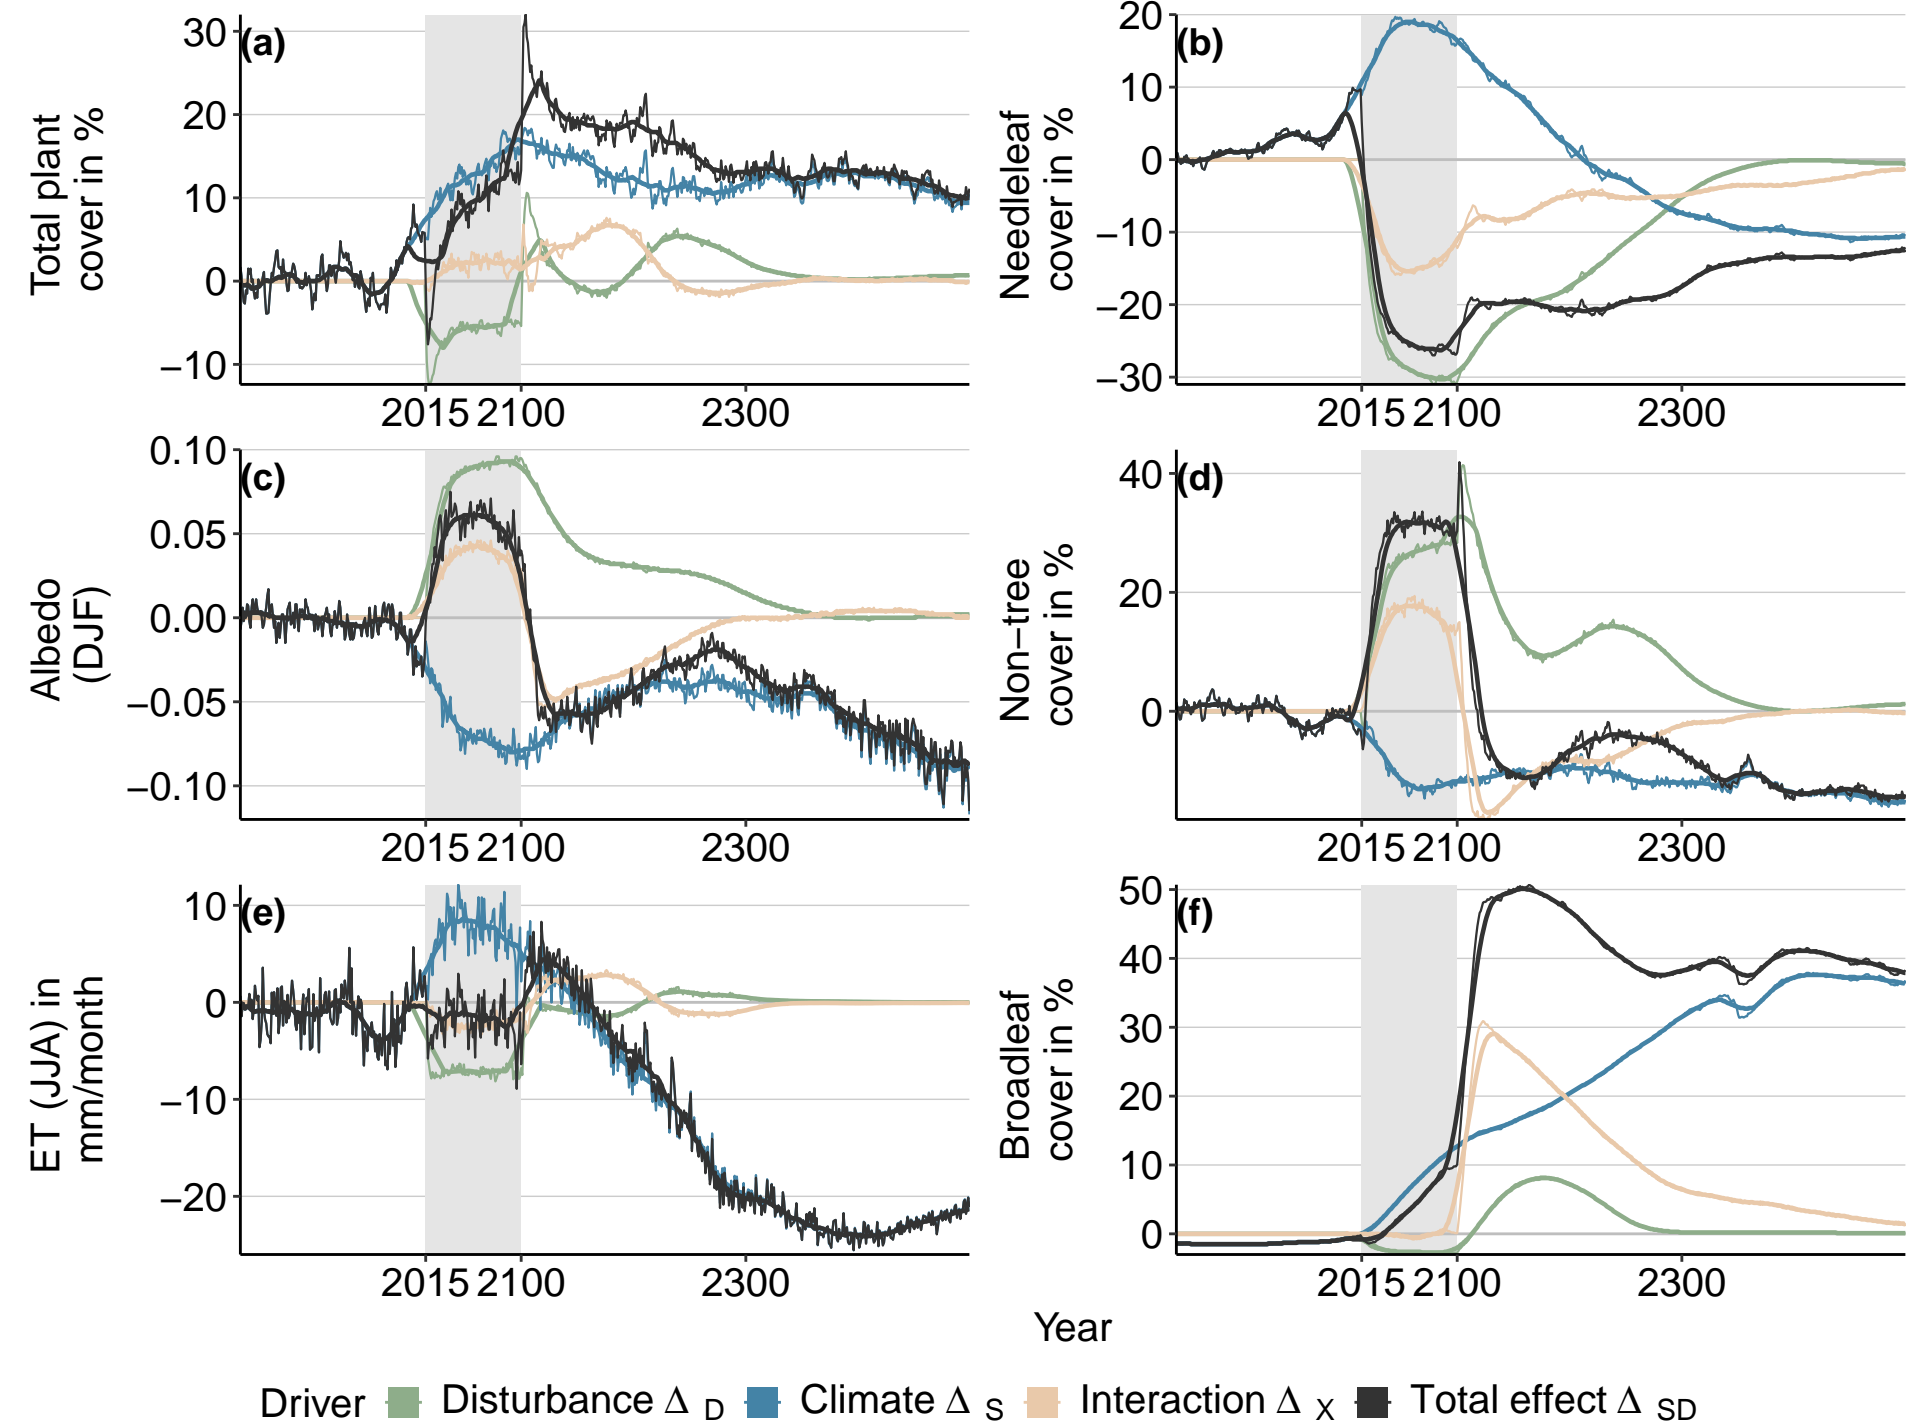 (a)
Total plant
cover in %
30
20
10
0
−10
2015 2100 2300
(b)
Needleleaf
cover in %
20
10
0
−10
−20
−30
2015 2100 2300
(c)
Albedo
(DJF)
0.10
0.05
0.00
−0.05
−0.10
2015 2100 2300
(d)
Non−tree
cover in %
40
20
0
2015 2100 2300
(e)
ET (JJA) in
mm/month
10
0
−10
−20
2015 2100 2300
(f)
Broadleaf
cover in %
50
40
30
20
10
0
2015 2100 2300
Year
Driver Disturbance Δ D Climate Δ S Interaction Δ X Total effect Δ SD